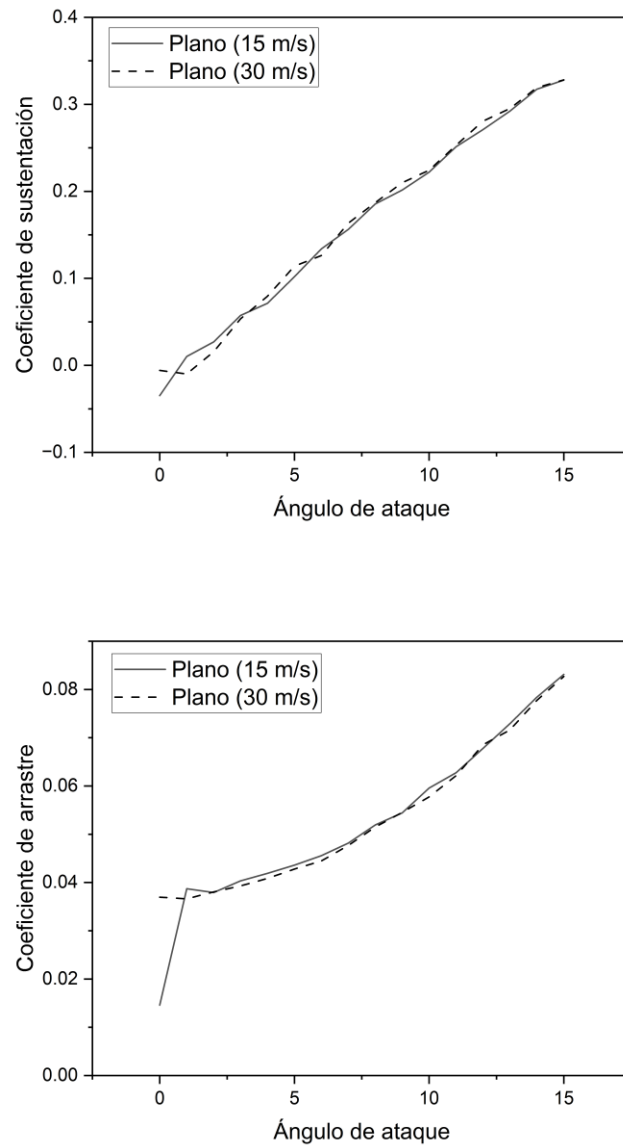 0.4
Plano (15 m/s)
Plano (30 m/s)
0.3
0.2
0.1
0.0
−0.1
Coeficiente de sustentación
0
5
10
15
Ángulo de ataque
Plano (15 m/s)
Plano (30 m/s)
0.08
0.06
0.04
0.02
0.00
Coeficiente de arrastre
0
5
10
15
Ángulo de ataque